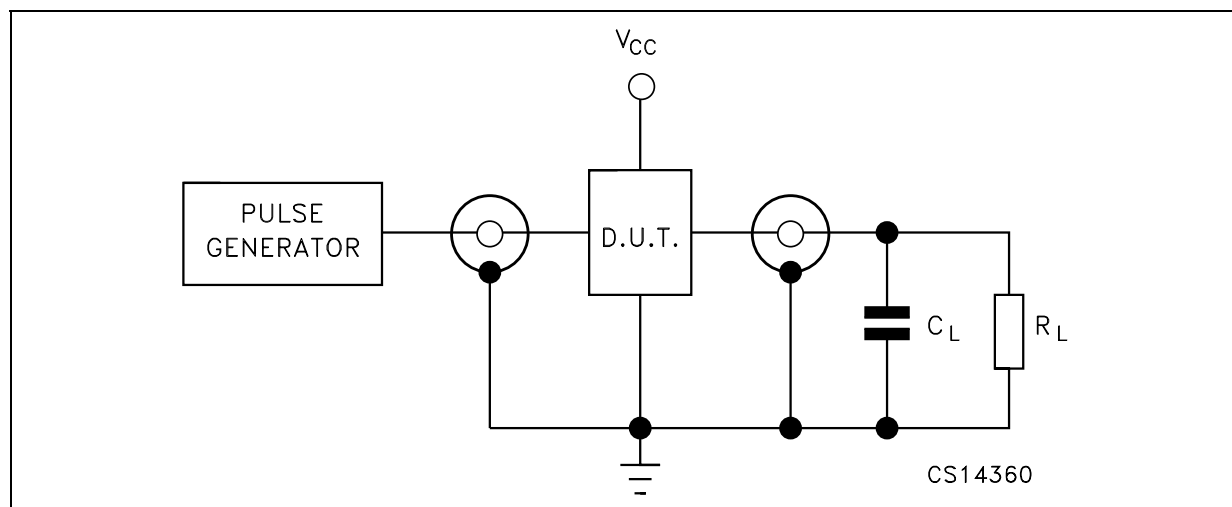 VCC
PULSE
GENERATOR
D.U.T.
CL
RL
CS14360